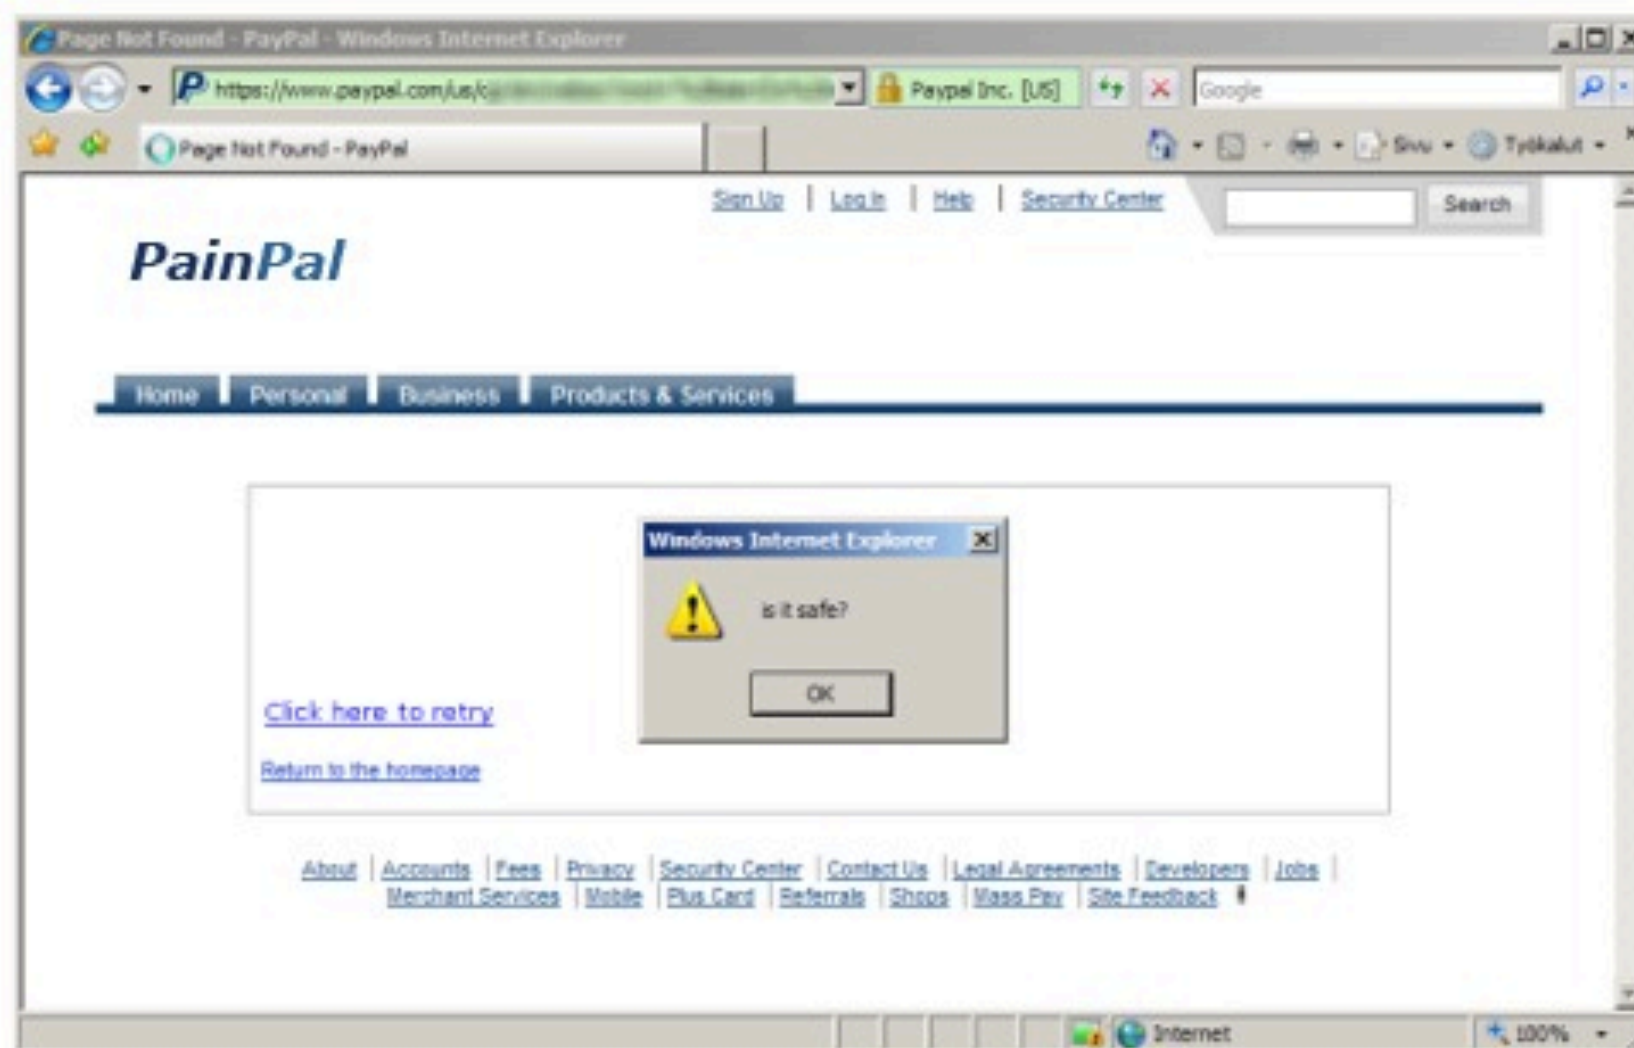 Page Not Found - PayPal - Windows Internet Explorer
https://www.paypal.com/us/c
Paypal Inc. [US]
Google
Page Not Found - PayPal
Sivu
Työkalut
Sign Up | Log In | Help | Security Center
Search
PainPal
Home Personal Business Products & Services
Windows Internet Explorer
is it safe?
OK
Click here to retry
Return to the homepage
About | Accounts | Fees | Privacy | Security Center | Contact Us | Legal Agreements | Developers | Jobs |
Merchant Services | Mobile | Plus Card | Referrals | Shops | Mass Pay | Site Feedback
Internet
100%